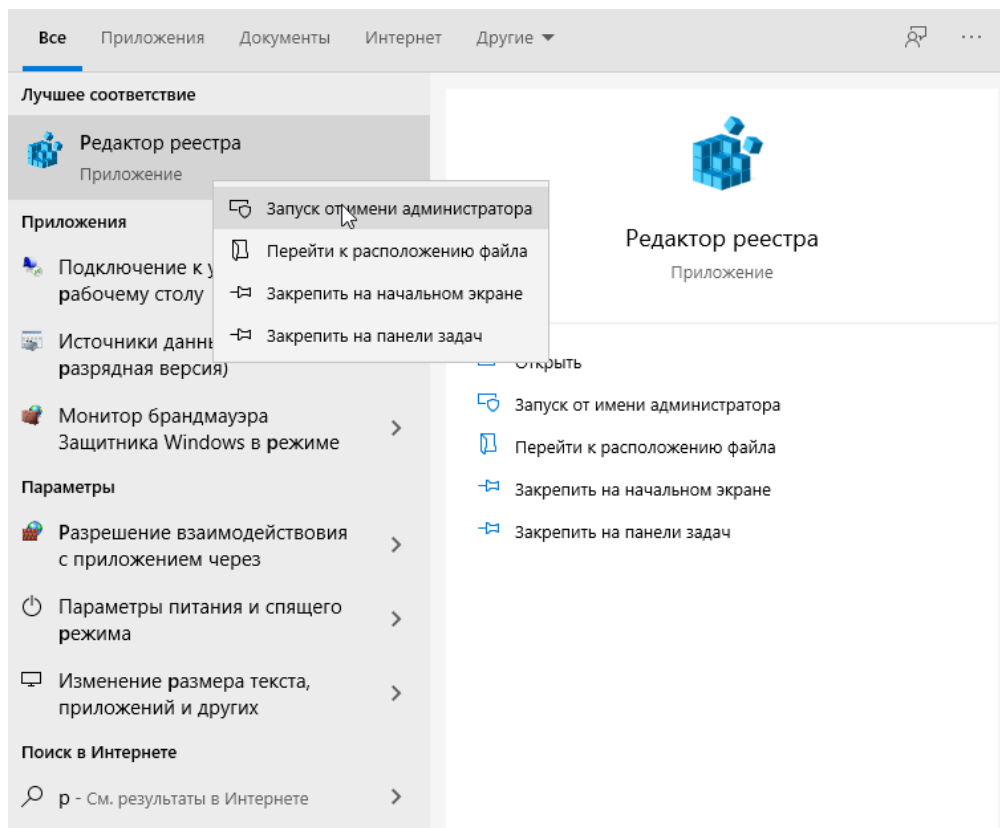 Все Приложения Документы Интернет Другие
Лучшее соответствие
Редактор реестра
Приложение
Приложения
Подключение к у
рабочему столу
Источники данн
разрядная версия)
Монитор брандмауэра
Защитника Windows в режиме
Параметры
Разрешение взаимодействовия
с приложением через
Параметры питания и спящего
режима
Изменение размера текста,
приложений и других
Поиск в Интернете
р - См. результаты в Интернете
Запуск от имени администратора
Перейти к расположению файла
Закрепить на начальном экране
Закрепить на панели задач
Редактор реестра
Приложение
Открыть
Запуск от имени администратора
Перейти к расположению файла
Закрепить на начальном экране
Закрепить на панели задач